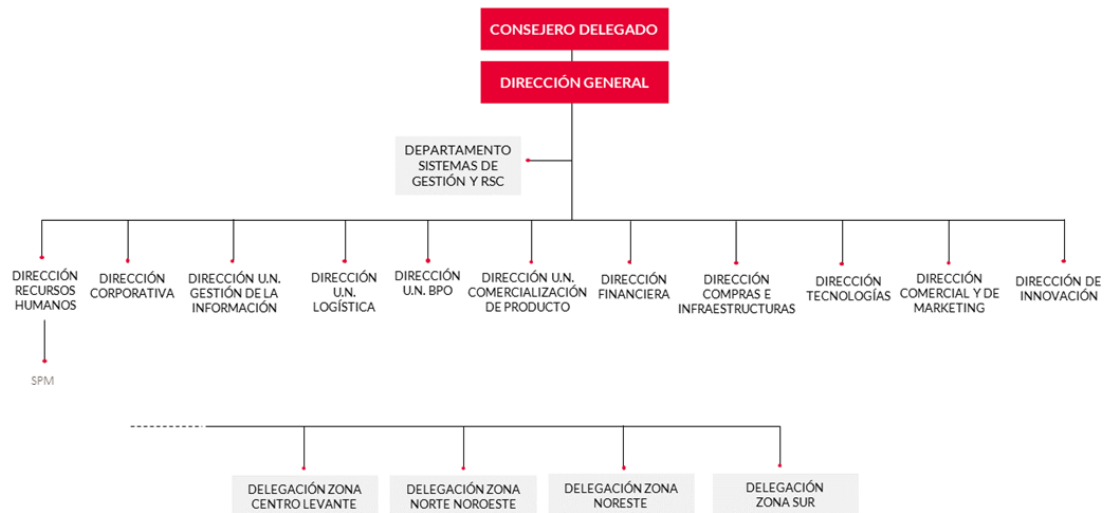 CONSEJERO DELEGADO
DIRECCIÓN GENERAL
DEPARTAMENTO
SISTEMAS DE
GESTIÓN Y RSC
DIRECCIÓN
RECURSOS
HUMANOS
DIRECCIÓN
CORPORATIVA
DIRECCIÓN U.N.
GESTIÓN DE LA
INFORMACIÓN
DIRECCIÓN
U.N.
LOGÍSTICA
DIRECCIÓN
U.N. BPO
DIRECCIÓN U.N.
COMERCIALIZACIÓN
DE PRODUCTO
DIRECCIÓN
FINANCIERA
DIRECCIÓN
COMPRAS E
INFRAESTRUCTURAS
DIRECCIÓN
TECNOLOGÍAS
DIRECCIÓN
COMERCIAL Y DE
MARKETING
DIRECCIÓN DE
INNOVACIÓN
SPM
DELEGACIÓN ZONA
CENTRO LEVANTE
DELEGACIÓN ZONA
NORTE NOROESTE
DELEGACIÓN ZONA
NORESTE
DELEGACIÓN
ZONA SUR